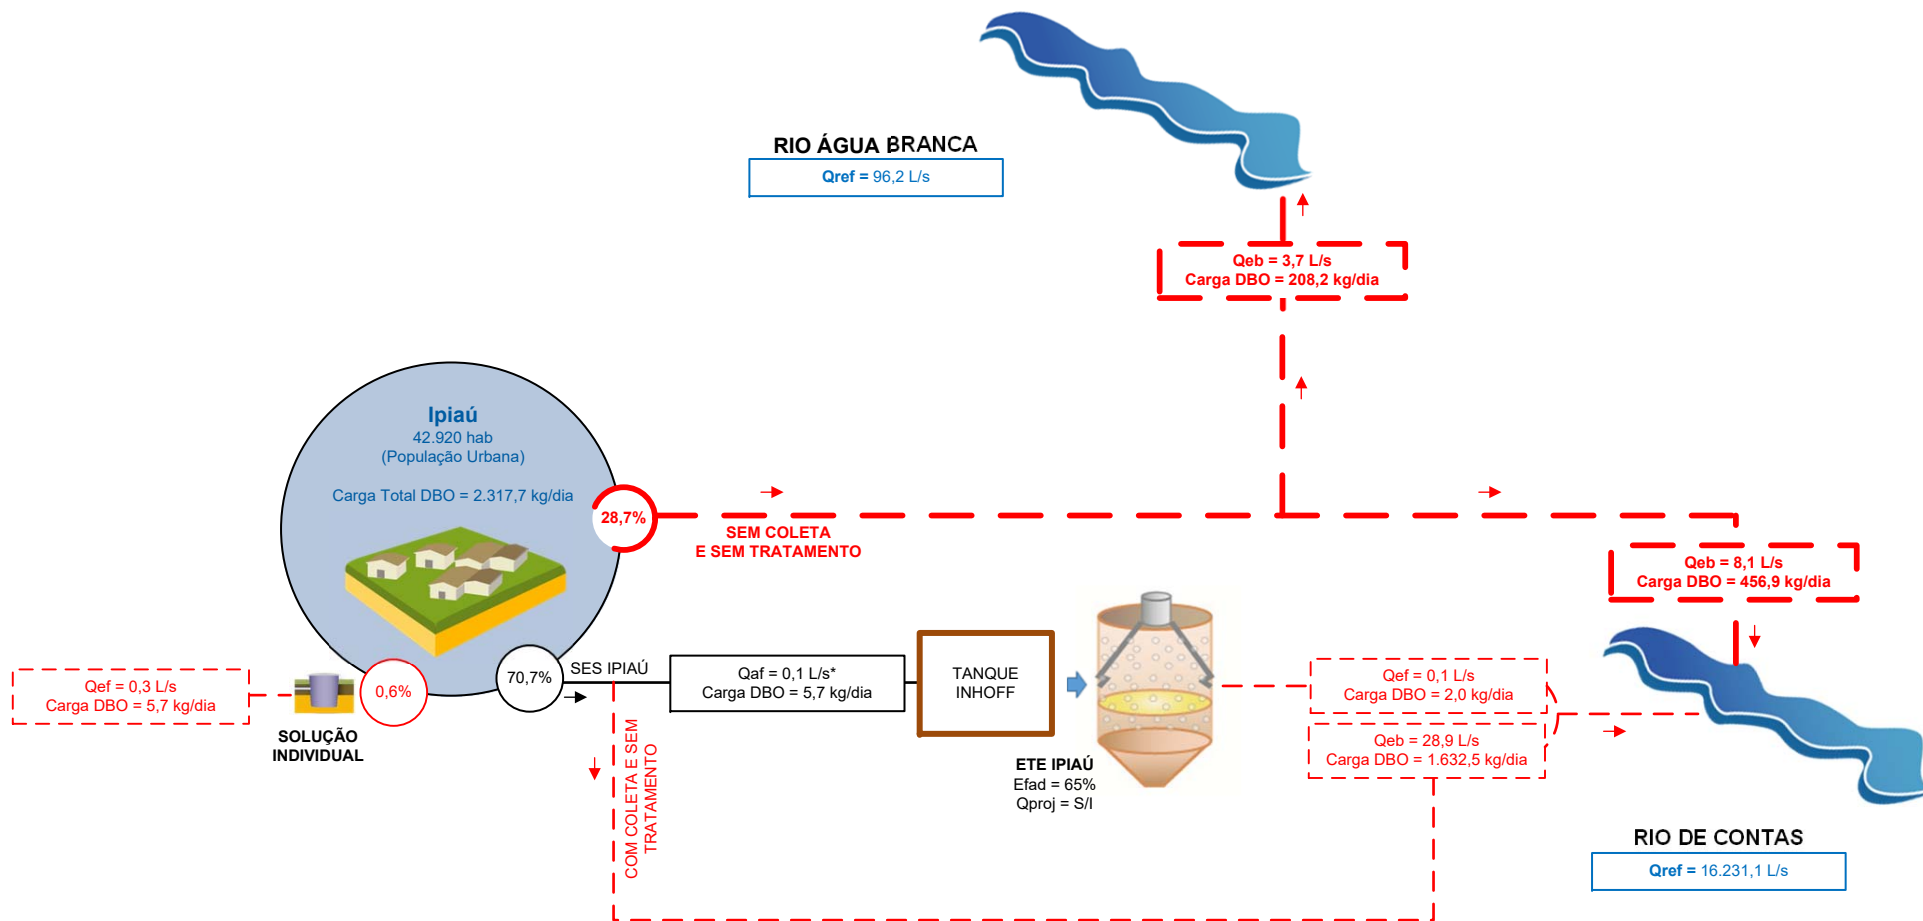 RIO ÁGUA BRANCA
Qref = 96,2 L/s
Qeb = 3,7 L/s
Carga DBO = 208,2 kg/dia
Ipiaú
42.920 hab
(População Urbana)
Carga Total DBO = 2.317,7 kg/dia
28,7%
SEM COLETA
E SEM TRATAMENTO
Qeb = 8,1 L/s
Carga DBO = 456,9 kg/dia
Qef = 0,3 L/s
Carga DBO = 5,7 kg/dia
SOLUÇÃO
INDIVIDUAL
0,6%
70,7%
SES IPIAÚ
Qaf = 0,1 L/s*
Carga DBO = 5,7 kg/dia
TANQUE
INHOFF
ETE IPIAÚ
Efad = 65%
Qproj = S/I
Qef = 0,1 L/s
Carga DBO = 2,0 kg/dia
Qeb = 28,9 L/s
Carga DBO = 1.632,5 kg/dia
COM COLETA E SEM
TRATAMENTO
RIO DE CONTAS
Qref = 16.231,1 L/s